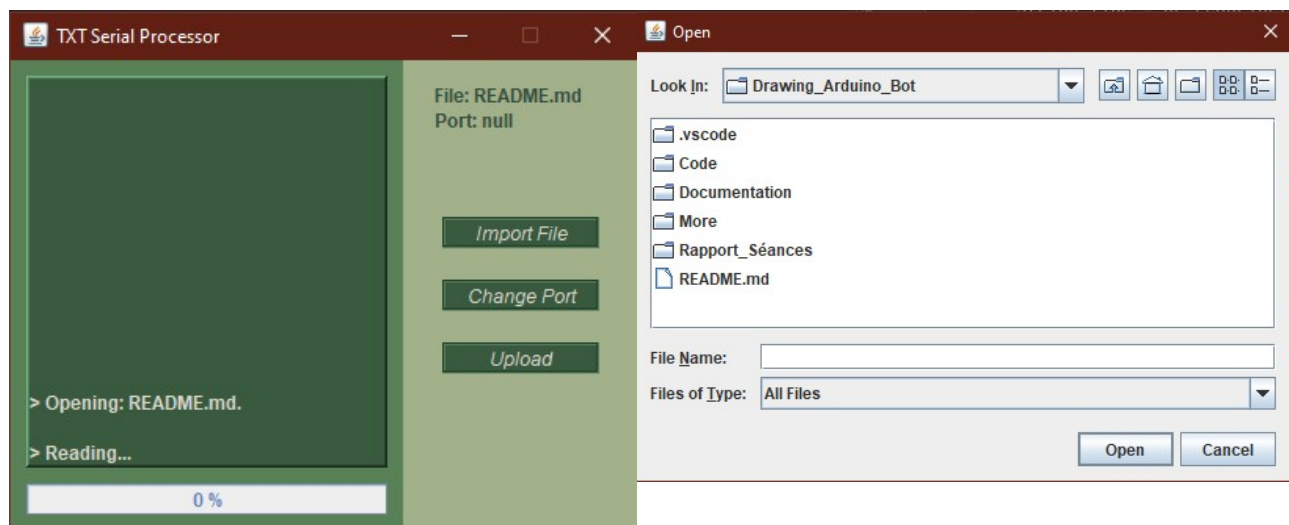 TXT Serial Processor
File: README.md
Port: null
Import File
Change Port
Upload
> Opening: README.md.
> Reading...
0 %
Open
Look In: Drawing_Arduino_Bot
.vscode
Code
Documentation
More
Rapport_Séances
README.md
File Name:
Files of Type: All Files
Open Cancel